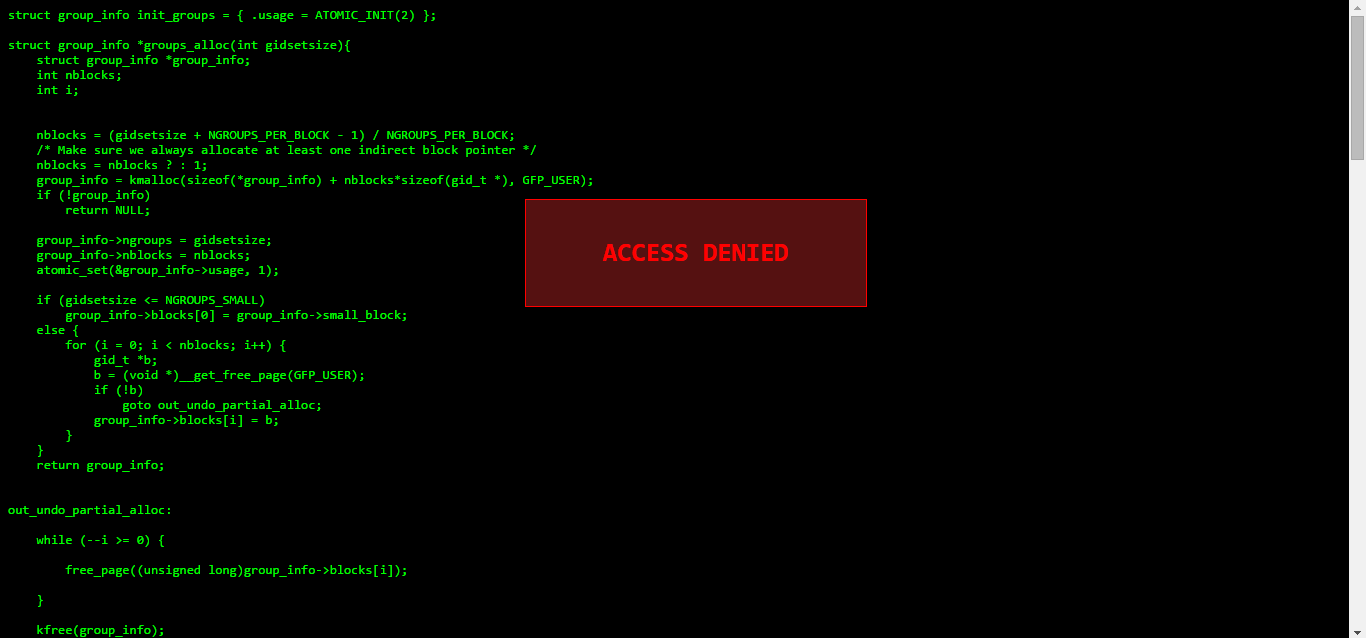 struct group_info init_groups = { .usage = ATOMIC_INIT(2) };
struct group_info *groups_alloc(int gidsetsize){
    struct group_info *group_info;
    int nblocks;
    int i;
    nblocks = (gidsetsize + NGROUPS_PER_BLOCK - 1) / NGROUPS_PER_BLOCK;
    /* Make sure we always allocate at least one indirect block pointer */
    nblocks = nblocks ? : 1;
    group_info = kmalloc(sizeof(*group_info) + nblocks*sizeof(gid_t *), GFP_USER);
    if (!group_info)
        return NULL;
    group_info->ngroups = gidsetsize;
    group_info->nblocks = nblocks;
    atomic_set(&group_info->usage, 1);
    if (gidsetsize <= NGROUPS_SMALL)
        group_info->blocks[0] = group_info->small_block;
    else {
        for (i = 0; i < nblocks; i++) {
            gid_t *b;
            b = (void *)__get_free_page(GFP_USER);
            if (!b)
                goto out_undo_partial_alloc;
            group_info->blocks[i] = b;
        }
    }
    return group_info;
out_undo_partial_alloc:
    while (--i >= 0) {
        free_page((unsigned long)group_info->blocks[i]);
    }
    kfree(group_info);
ACCESS DENIED